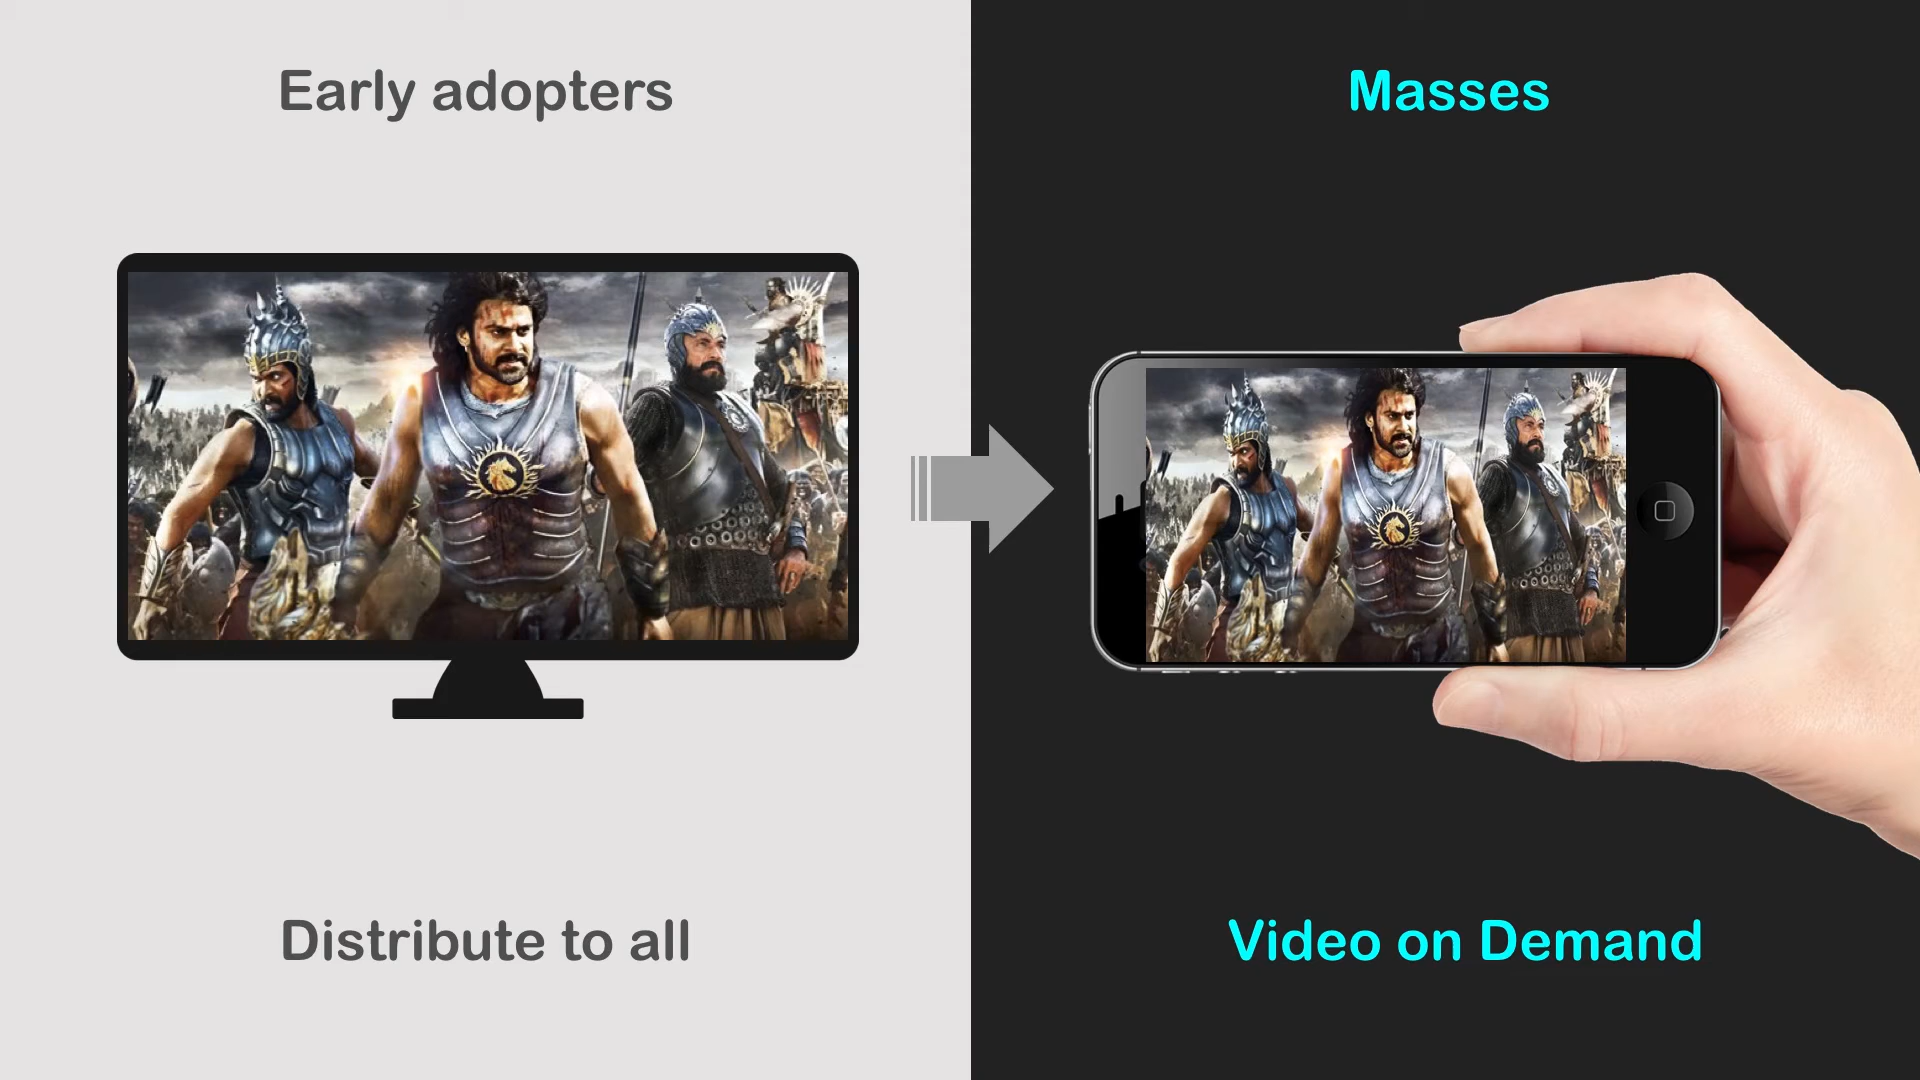 Early adopters
Masses
Distribute to all
Video on Demand